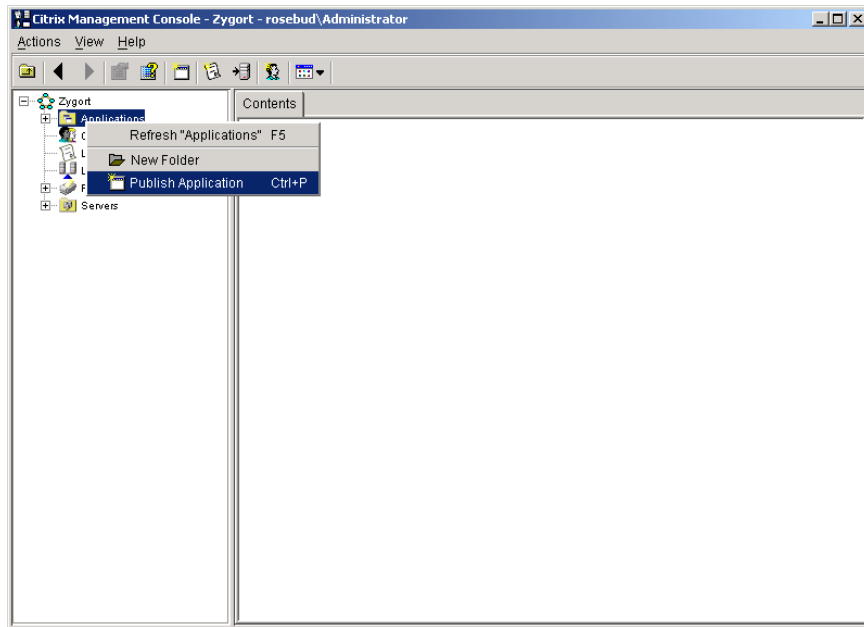 Citrix Management Console - Zygort - rosebud\Administrator
Actions View Help
Zygort
Contents
Applications
Refresh "Applications" F5
New Folder
Publish Application Ctrl+P
Servers